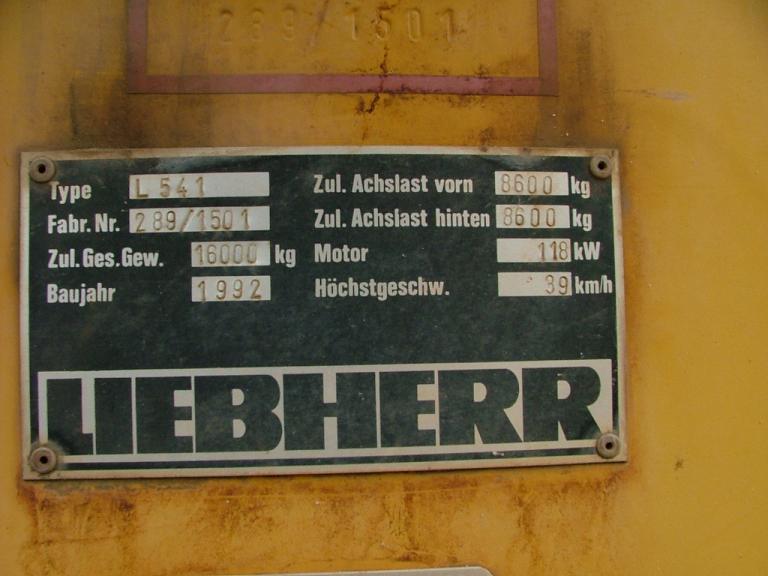 289/1501
Type L 541
Zul. Achslast vorn 8600 kg
Fabr. Nr. 289/1501
Zul. Achslast hinten 8600 kg
Zul. Ges. Gew. 16000 kg
Motor 118 kW
Baujahr 1992
Höchstgeschw. 39 km/h
LIEBHERR